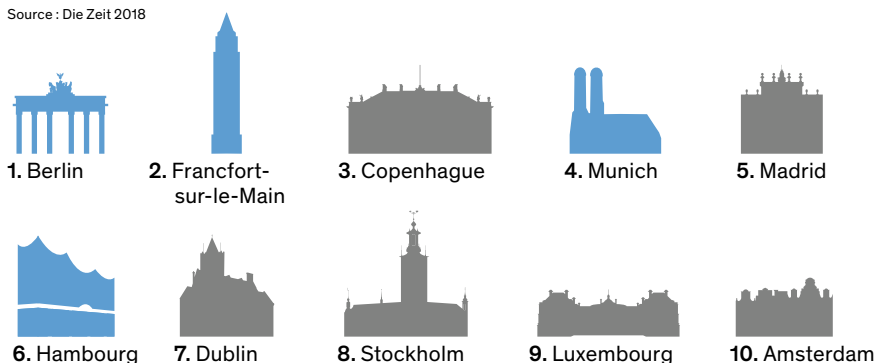 Source : Die Zeit 2018
1. Berlin
2. Francfort-
sur-le-Main
3. Copenhague
4. Munich
5. Madrid
6. Hambourg
7. Dublin
8. Stockholm
9. Luxembourg
10. Amsterdam